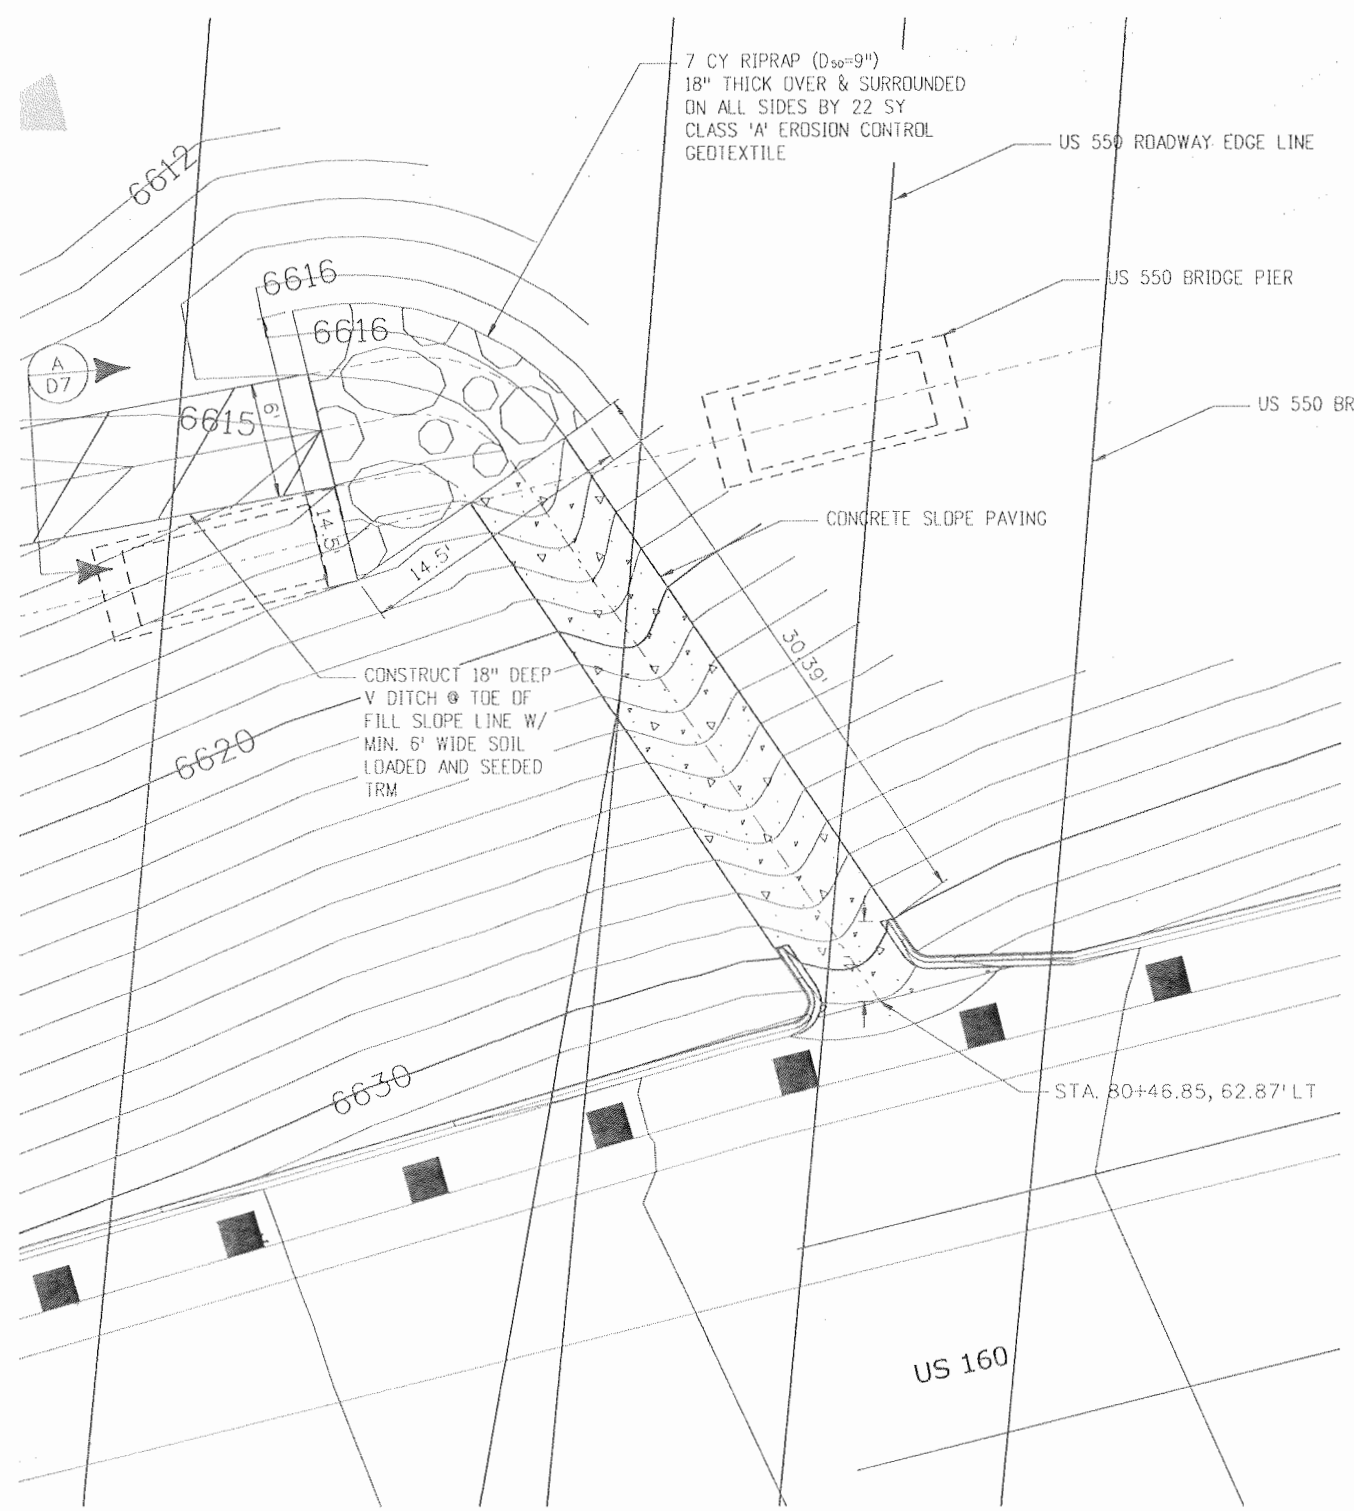 7 CY RIPRAP (D50=9")
18" THICK OVER & SURROUNDED
ON ALL SIDES BY 22 SY
CLASS 'A' EROSION CONTROL
GEOTEXTILE
US 550 ROADWAY EDGE LINE
6612
US 550 BRIDGE PIER
6616
6616
A
D7
US 550 BR
6615
6'
CONCRETE SLOPE PAVING
14.5'
14.5'
30.39'
CONSTRUCT 18" DEEP
V DITCH @ TOE OF
FILL SLOPE LINE W/
MIN. 6' WIDE SOIL
LOADED AND SEEDED
TRM
6620
7'
6630
STA. 80+46.85, 62.87' LT
US 160